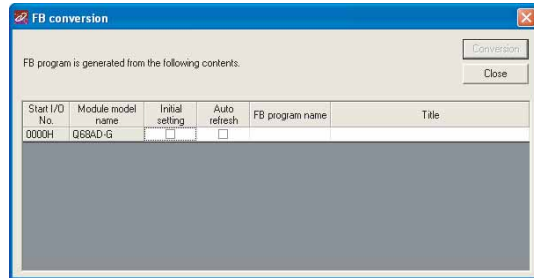 FB conversion
Conversion
FB program is generated from the following contents.
Close
Start I/O No. Module model name Initial setting Auto refresh FB program name Title
0000H Q68AD-G